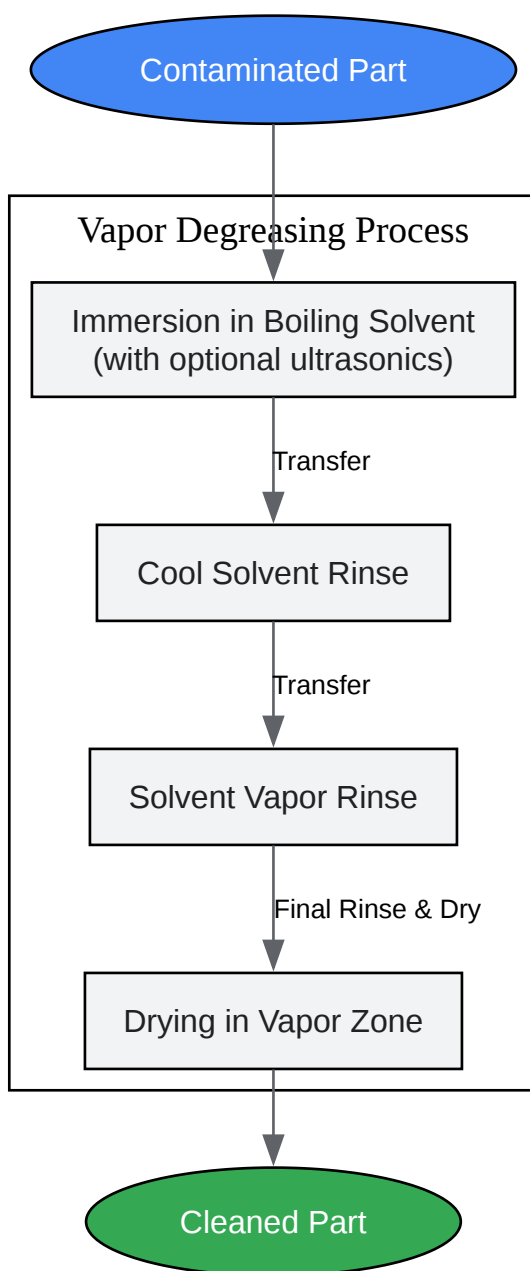 Contaminated Part
Vapor Degreasing Process
Immersion in Boiling Solvent
(with optional ultrasonics)
Transfer
Cool Solvent Rinse
Transfer
Solvent Vapor Rinse
Final Rinse & Dry
Drying in Vapor Zone
Cleaned Part